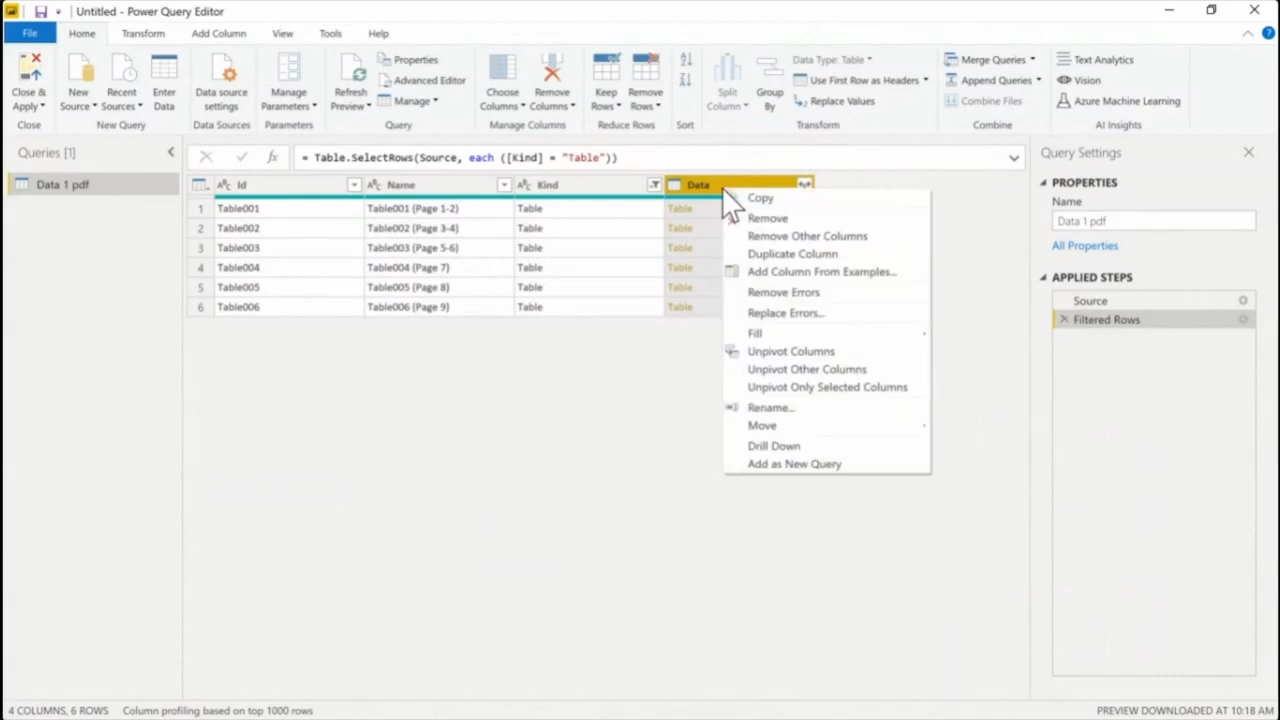 Untitled - Power Query Editor
File Home Transform Add Column View Tools Help
Close & Apply
New Source
Recent Sources
Enter Data
Data source settings
Manage Parameters
Refresh Preview
Properties
Advanced Editor
Manage
Choose Columns
Remove Columns
Keep Rows
Remove Rows
Split Column
Group By
Data Type: Table
Use First Row as Headers
Replace Values
Merge Queries
Append Queries
Combine Files
Text Analytics
Vision
Azure Machine Learning
Close New Query Data Sources Parameters Query Manage Columns Reduce Rows Sort Transform Combine AI Insights
Queries [1]
Data 1 pdf
= Table.SelectRows(Source, each ([Kind] = "Table"))
Id Name Kind Data
1 Table001 Table001 (Page 1-2) Table Table
2 Table002 Table002 (Page 3-4) Table Table
3 Table003 Table003 (Page 5-6) Table Table
4 Table004 Table004 (Page 7) Table Table
5 Table005 Table005 (Page 8) Table Table
6 Table006 Table006 (Page 9) Table Table
Copy
Remove
Remove Other Columns
Duplicate Column
Add Column From Examples...
Remove Errors
Replace Errors...
Fill
Unpivot Columns
Unpivot Other Columns
Unpivot Only Selected Columns
Rename...
Move
Drill Down
Add as New Query
Query Settings
PROPERTIES
Name
Data 1 pdf
All Properties
APPLIED STEPS
Source
Filtered Rows
4 COLUMNS, 6 ROWS Column profiling based on top 1000 rows
PREVIEW DOWNLOADED AT 10:18 AM